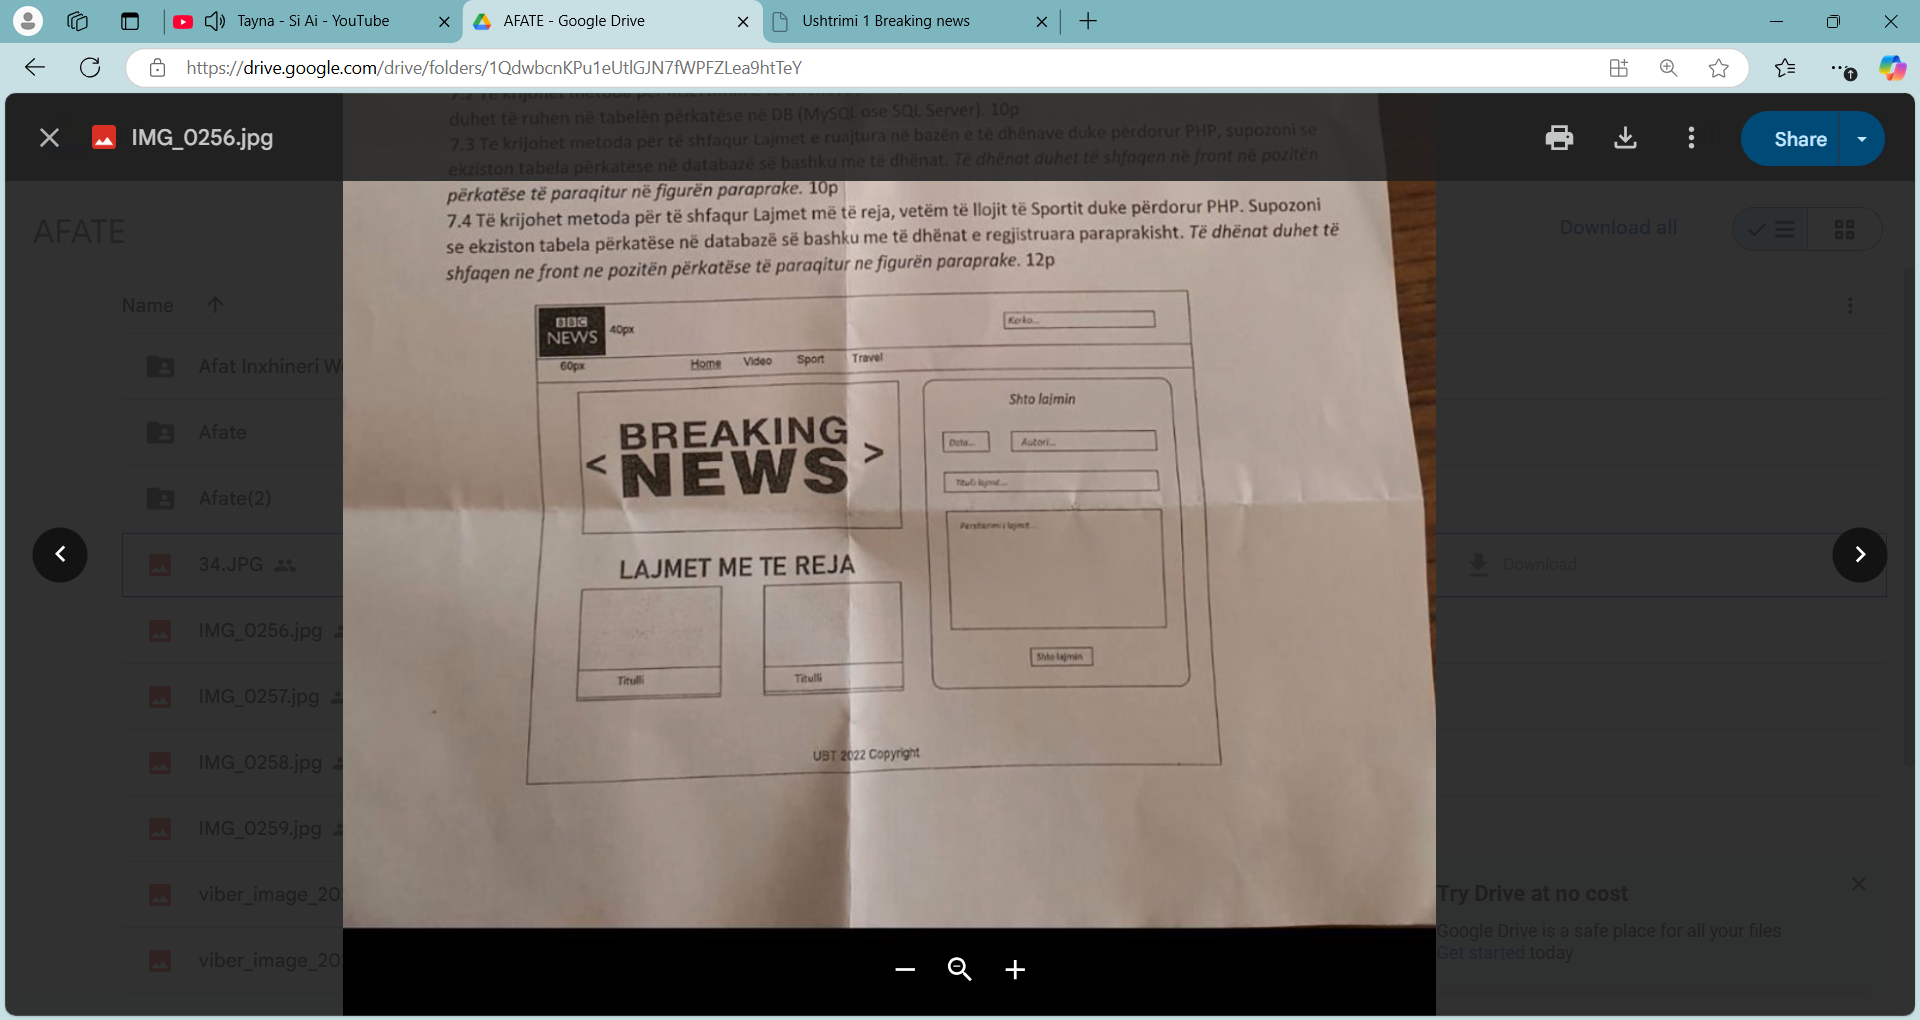 Tayna - Si Ai - YouTube
AFATE - Google Drive
Ushtrimi 1 Breaking news
https://drive.google.com/drive/folders/1QdwbcnKPu1eUtlGJN7fWPFZLea9htTeY
IMG_0256.jpg
Share
duhet të ruhen në tabelën përkatëse në DB (MySQL ose SQL Server). 10p
7.3 Te krijohet metoda për të shfaqur Lajmet e ruajtura në bazën e të dhënave duke përdorur PHP, supozoni se
ekziston tabela përkatëse në databazë së bashku me të dhënat. Të dhënat duhet të shfaqen në front në pozitën
përkatëse të paraqitur në figurën paraprake. 10p
7.4 Të krijohet metoda për të shfaqur Lajmet më të reja, vetëm të llojit të Sportit duke përdorur PHP. Supozoni
se ekziston tabela përkatëse në databazë së bashku me të dhënat e regjistruara paraprakisht. Të dhënat duhet të
shfaqen ne front ne pozitën përkatëse të paraqitur ne figurën paraprake. 12p
BBC
NEWS
40px
Kerko...
60px
Home
Video
Sport
Travel
< BREAKING
NEWS >
Shto lajmin
Data...
Autori...
Titulli lajmit...
Pershkrimi i lajmit...
Shto lajmin
LAJMET ME TE REJA
Titulli
Titulli
UBT 2022 Copyright
AFATE
Download all
Name
Afat Inxhineri W
Afate
Afate(2)
34.JPG
Download
IMG_0256.jpg
IMG_0257.jpg
IMG_0258.jpg
IMG_0259.jpg
viber_image_20
viber_image_20
Try Drive at no cost
Google Drive is a safe place for all your files
Get started today